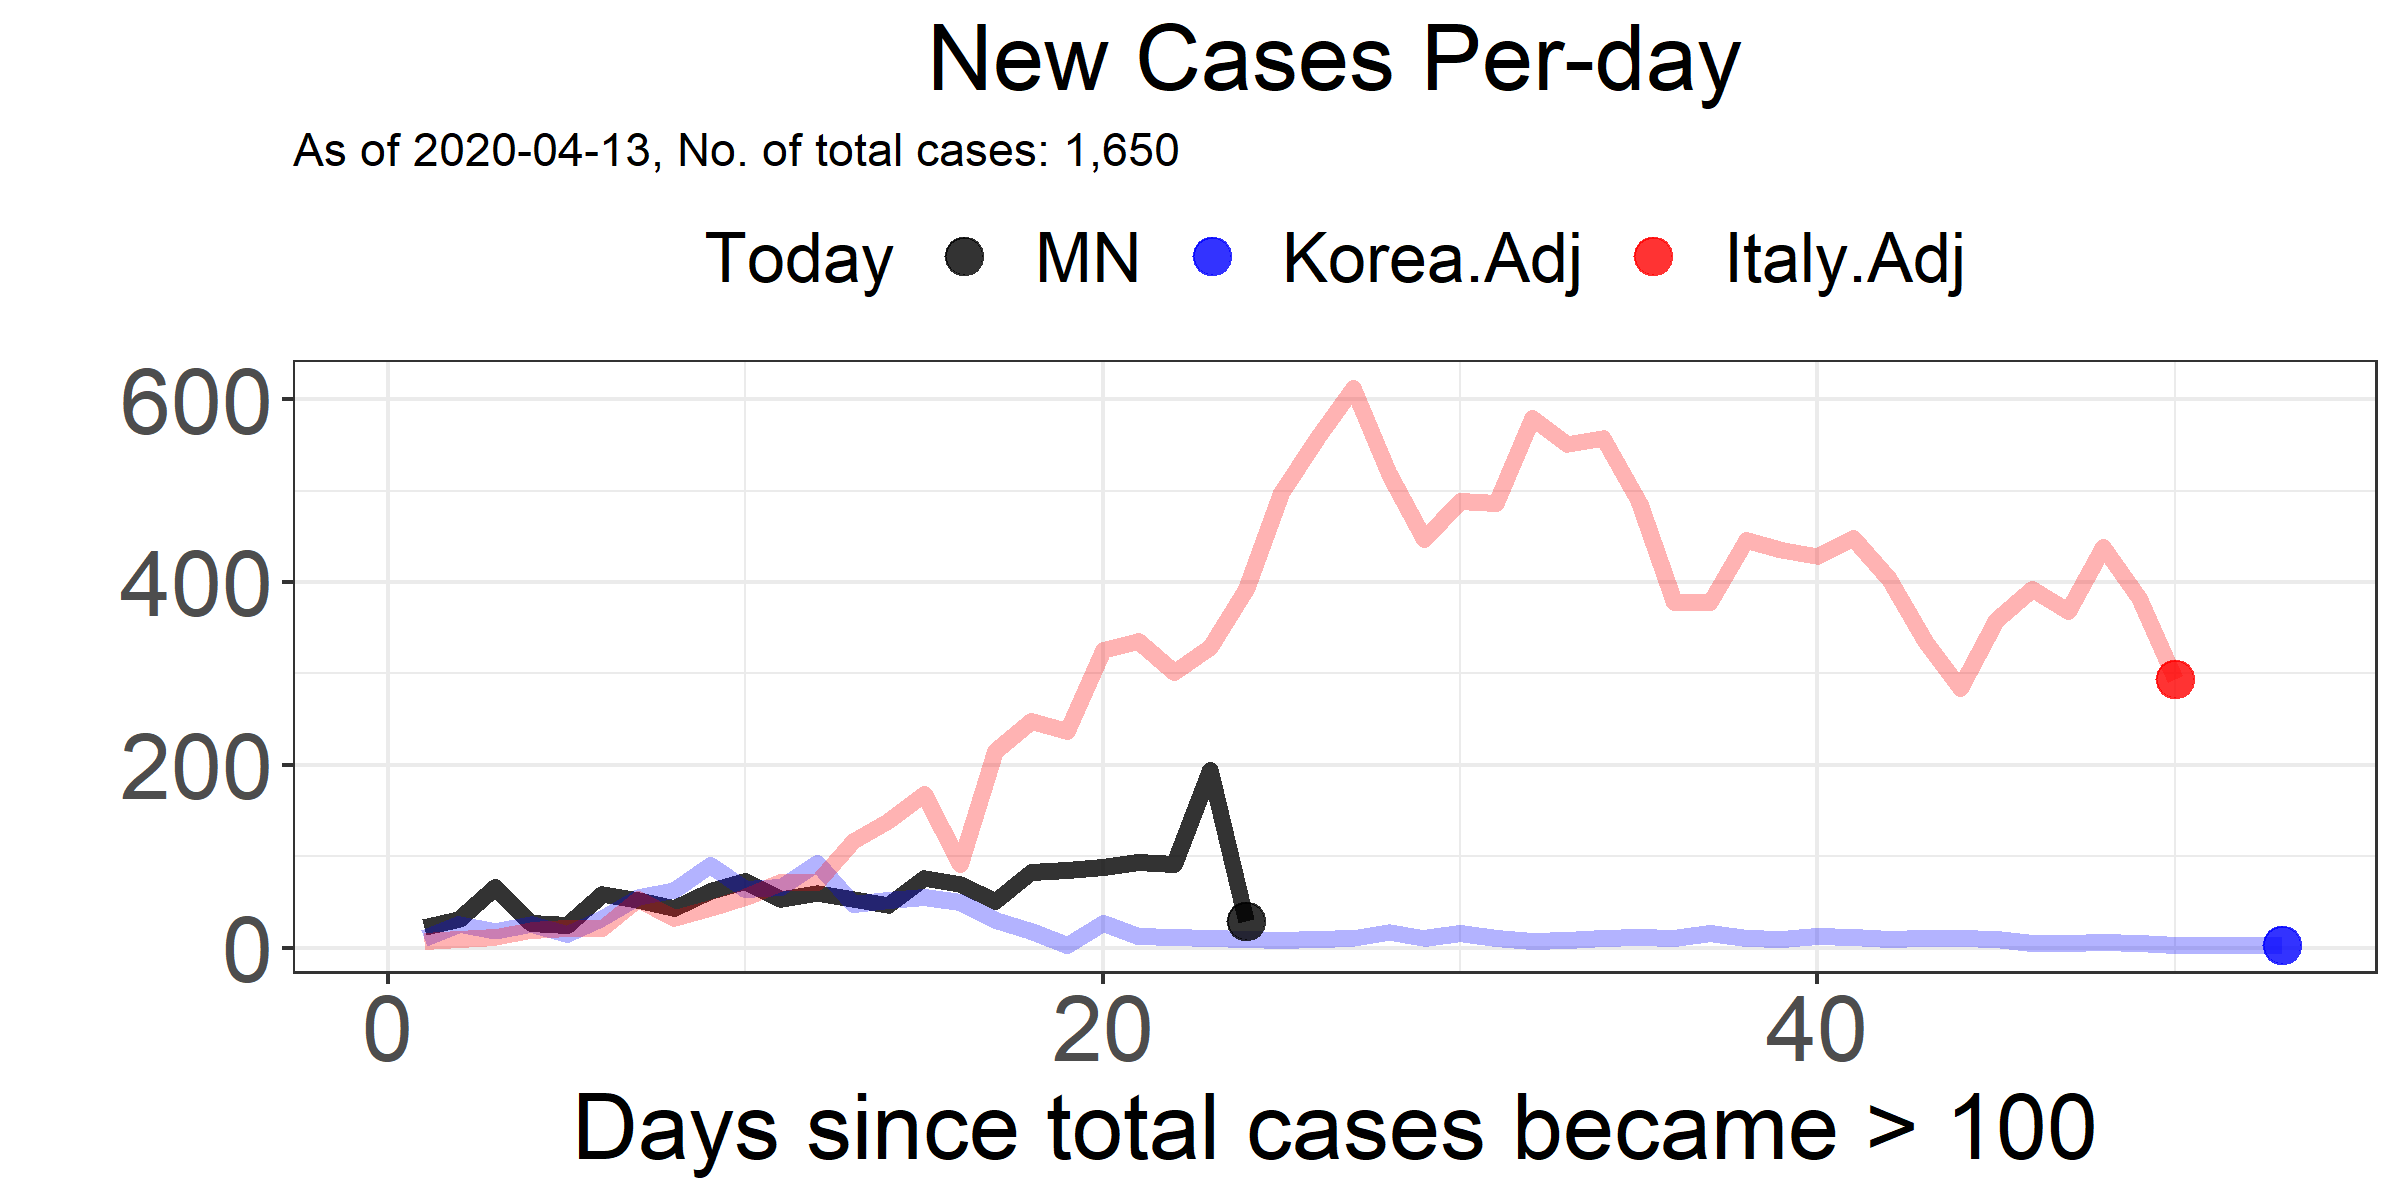 New Cases Per-day
As of 2020-04-13, No. of total cases: 1,650
Today MN Korea.Adj Italy.Adj
600
400
200
0
0 20 40
Days since total cases became > 100